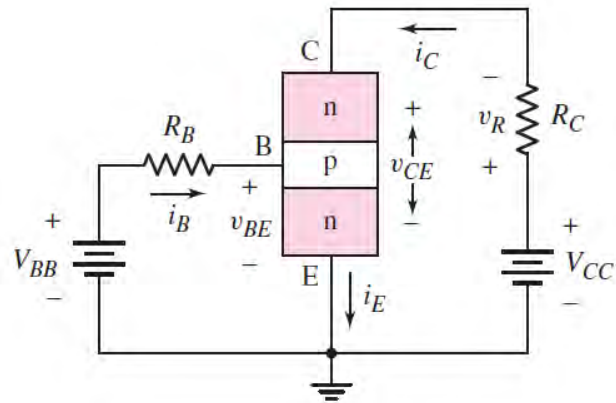 C
i_C
−
n
+
v_R
R_C
R_B
B
+
p
v_CE
+
i_B
v_BE
n
−
+
V_BB
−
−
E
i_E
+
V_CC
−